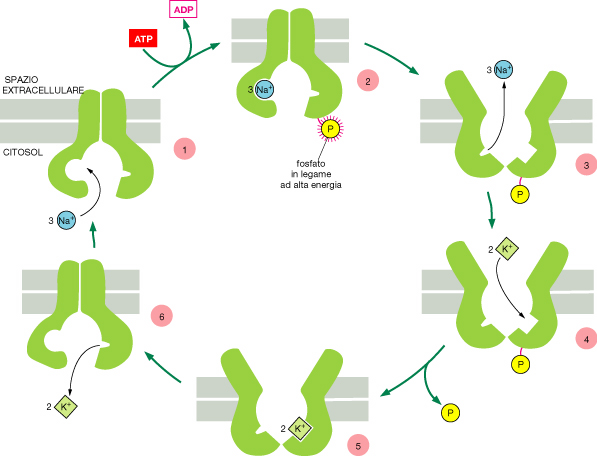 ADP
ATP
SPAZIO
EXTRACELLULARE
CITOSOL
1
3 Na+
3 Na+
2
P
fosfato
in legame
ad alta energia
3 Na+
3
P
2 K+
4
P
P
2 K+
5
6
2 K+